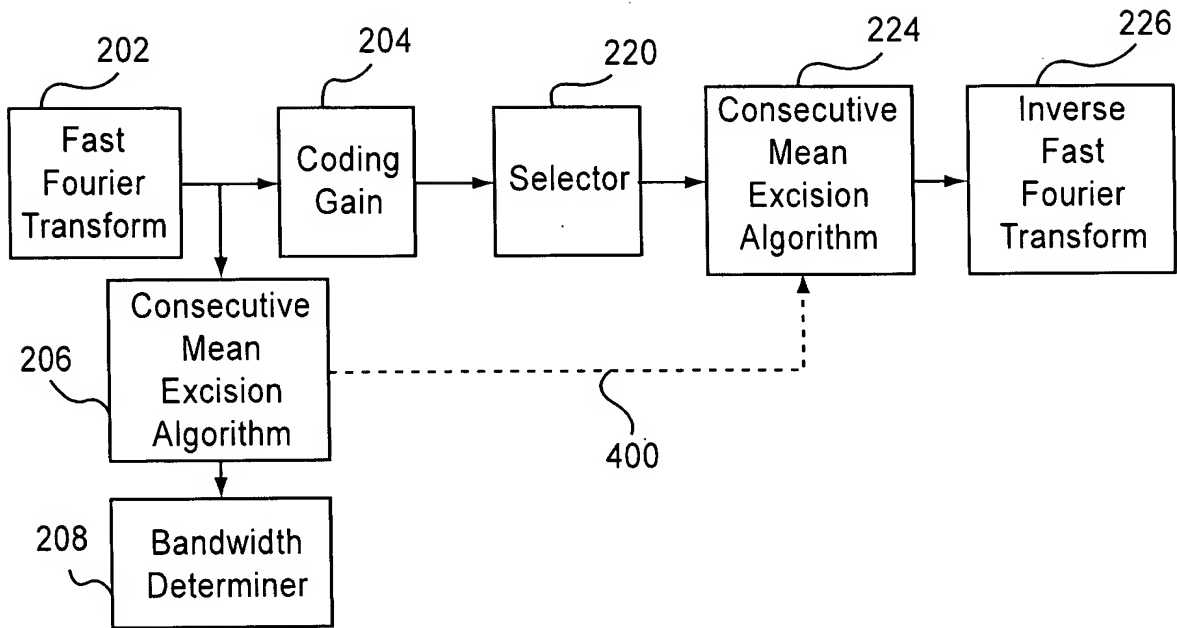 202
204
220
224
226
Fast
Fourier
Transform
Coding
Gain
Selector
Consecutive
Mean
Excision
Algorithm
Inverse
Fast
Fourier
Transform
206
Consecutive
Mean
Excision
Algorithm
400
208
Bandwidth
Determiner